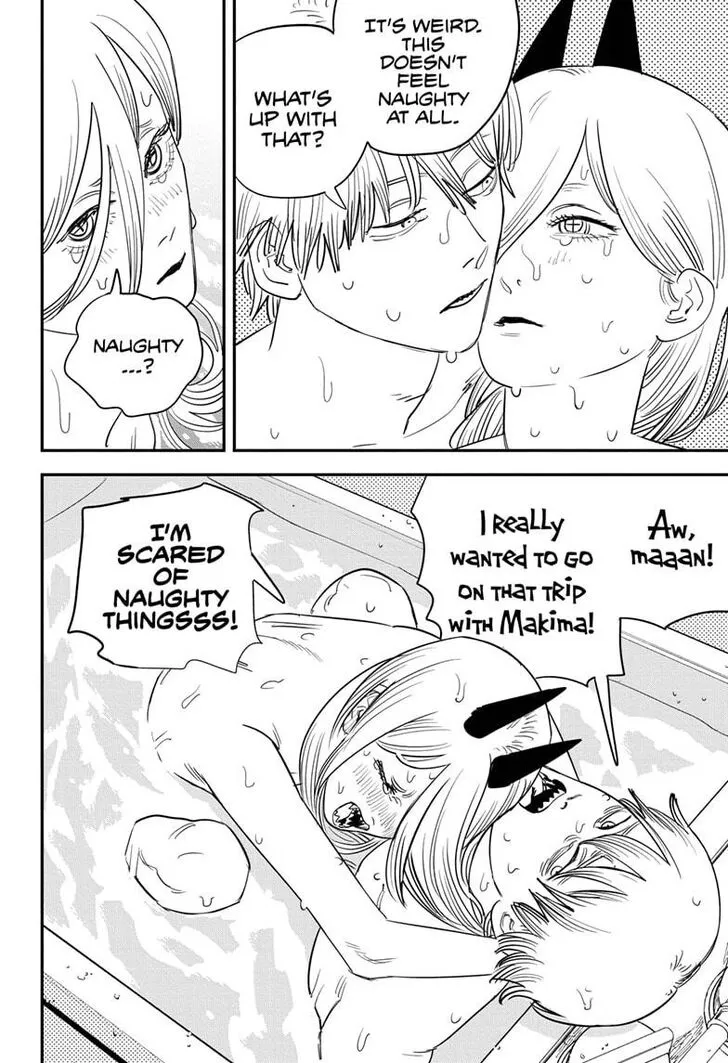 IT'S WEIRD.
THIS
DOESN'T
FEEL
NAUGHTY
AT ALL.
WHAT'S
UP WITH
THAT?
NAUGHTY
...?
Aw,
maaan!
I Really
wanted to go
on that trip
with Makima!
I'M
SCARED
OF
NAUGHTY
THINGSSS!